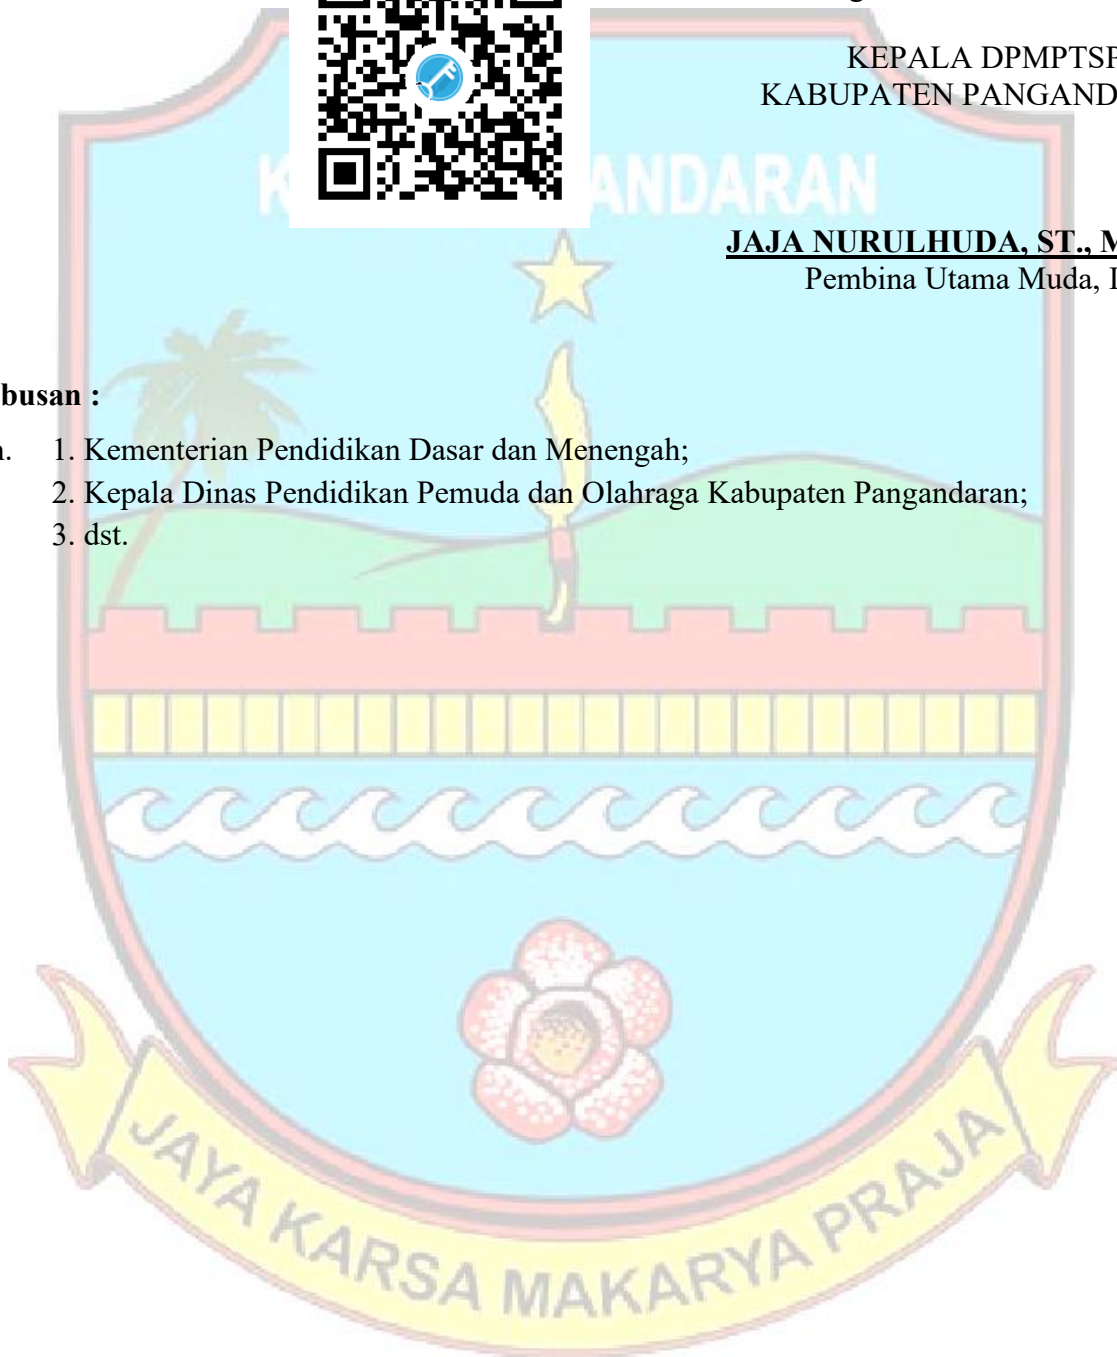 KEPALA DPMPTSP
KABUPATEN PANGAND
K ANDARAN
JAJA NURULHUDA, ST., M
Pembina Utama Muda, I
busan :
1. Kementerian Pendidikan Dasar dan Menengah;
2. Kepala Dinas Pendidikan Pemuda dan Olahraga Kabupaten Pangandaran;
3. dst.
JAYA KARSA MAKARYA PRAJA